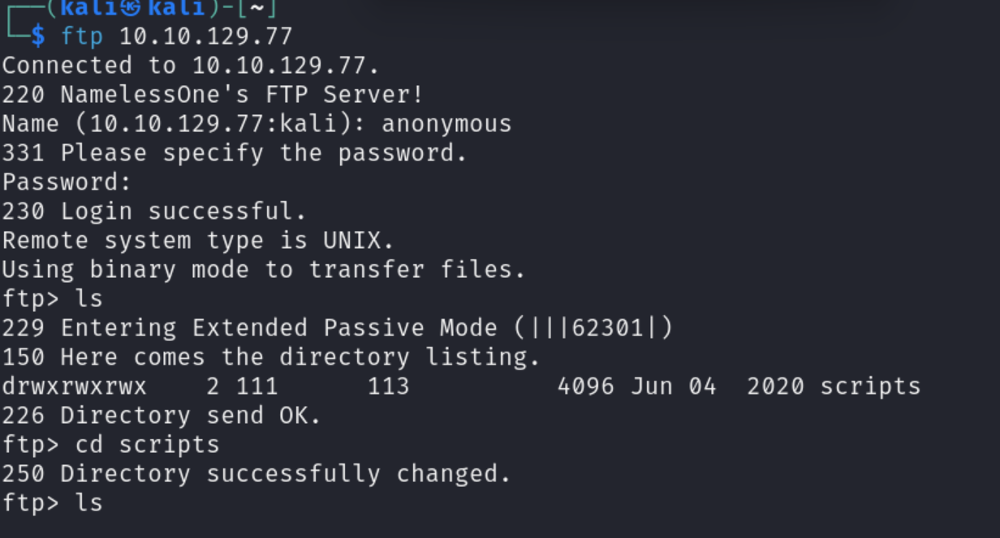 ┌──(kali㉿kali)-[~]
└─$ ftp 10.10.129.77
Connected to 10.10.129.77.
220 NamelessOne's FTP Server!
Name (10.10.129.77:kali): anonymous
331 Please specify the password.
Password:
230 Login successful.
Remote system type is UNIX.
Using binary mode to transfer files.
ftp> ls
229 Entering Extended Passive Mode (|||62301|)
150 Here comes the directory listing.
drwxrwxrwx    2 111      113          4096 Jun 04  2020 scripts
226 Directory send OK.
ftp> cd scripts
250 Directory successfully changed.
ftp> ls